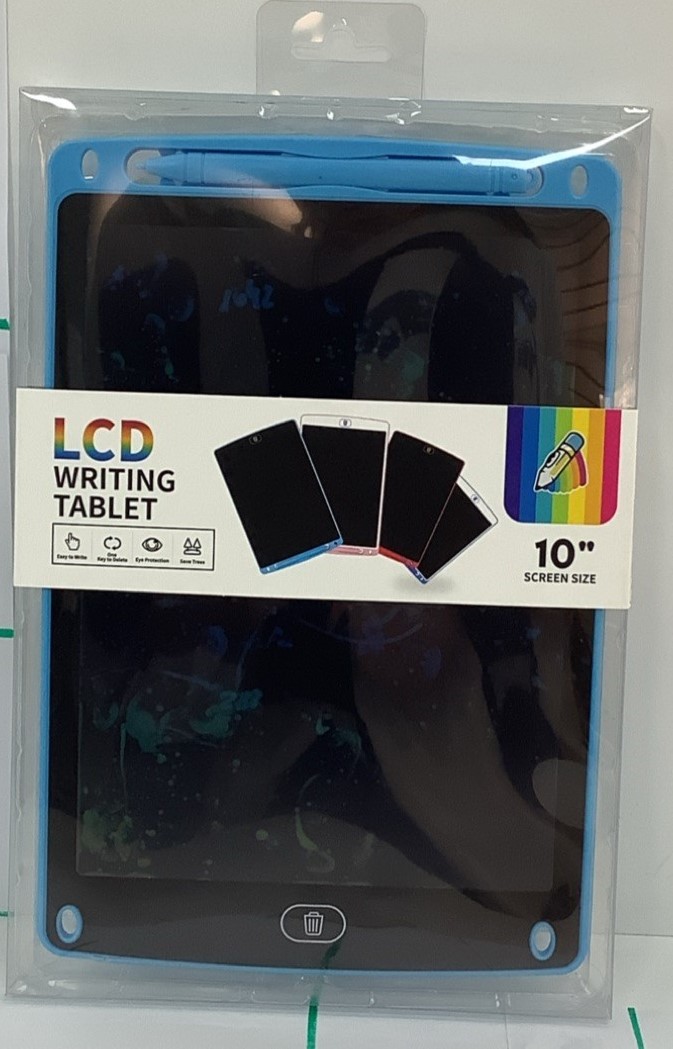 LCD
WRITING
TABLET
Easy to Write
One
Key to Delete
Eye Protection
Save Trees
10"
SCREEN SIZE